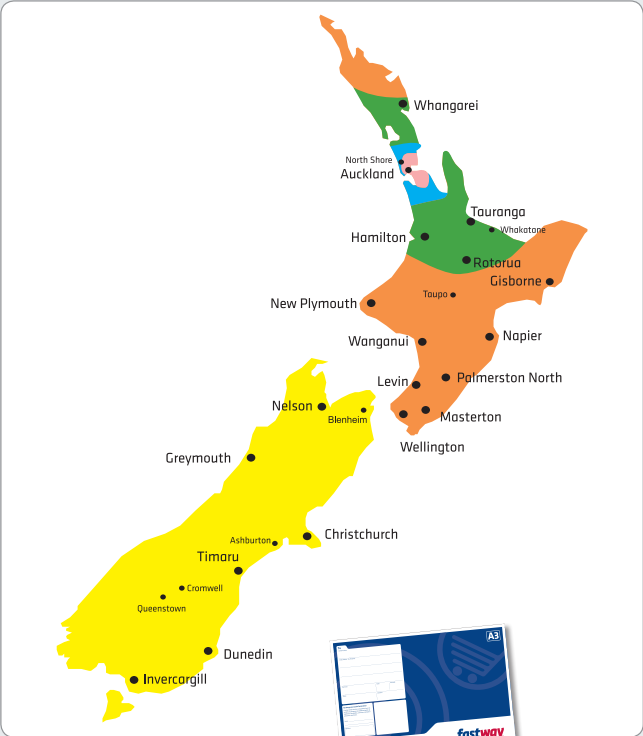 Whangarei
North Shore
Auckland
Tauranga
Whakatane
Hamilton
Rotorua
Gisborne
Taupo
New Plymouth
Wanganui
Napier
Levin
Palmerston North
Nelson
Blenheim
Masterton
Wellington
Greymouth
Christchurch
Ashburton
Timaru
Cromwell
Queenstown
Dunedin
Invercargill
A3
fastway